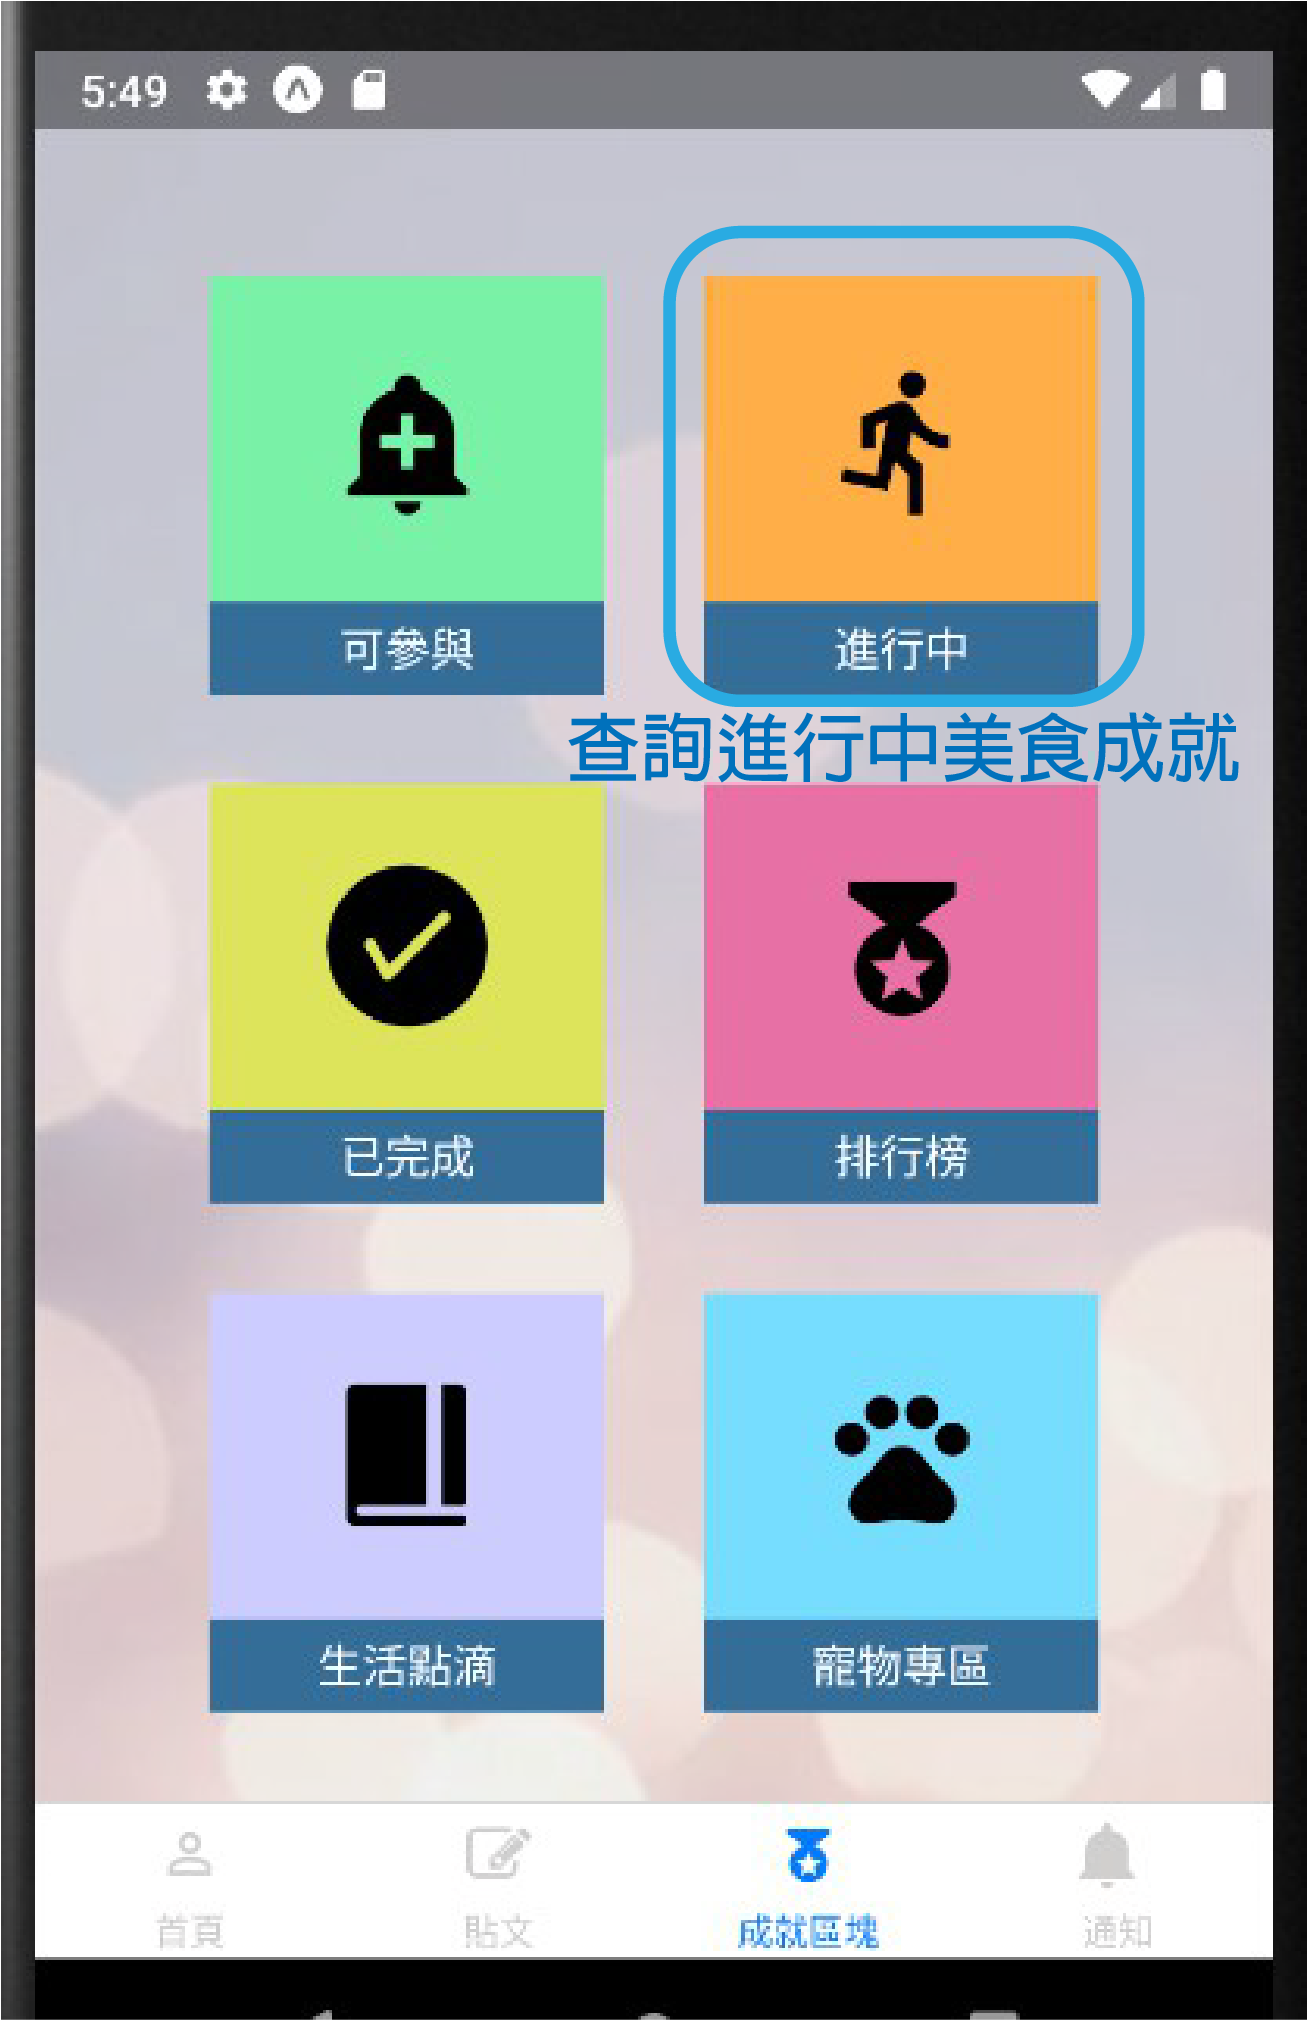 5:49
可參與
進行中
查詢進行中美食成就
已完成
排行榜
生活點滴
寵物專區
首頁
貼文
成就區塊
通知